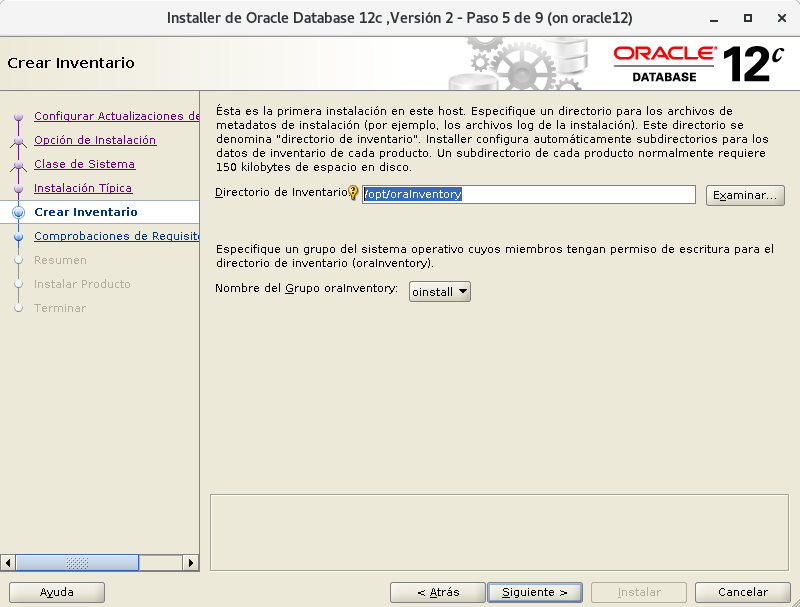 Installer de Oracle Database 12c ,Versión 2 - Paso 5 de 9 (on oracle12)
Crear Inventario
ORACLE
DATABASE
12c
Configurar Actualizaciones de
Opción de Instalación
Clase de Sistema
Instalación Típica
Crear Inventario
Comprobaciones de Requisito
Resumen
Instalar Producto
Terminar
Ésta es la primera instalación en este host. Especifique un directorio para los archivos de
metadatos de instalación (por ejemplo, los archivos log de la instalación). Este directorio se
denomina "directorio de inventario". Installer configura automáticamente subdirectorios para los
datos de inventario de cada producto. Un subdirectorio de cada producto normalmente requiere
150 kilobytes de espacio en disco.
Directorio de Inventario
/opt/oraInventory
Examinar...
Especifique un grupo del sistema operativo cuyos miembros tengan permiso de escritura para el
directorio de inventario (oraInventory).
Nombre del Grupo oraInventory:
oinstall
Ayuda
< Atrás
Siguiente >
Instalar
Cancelar